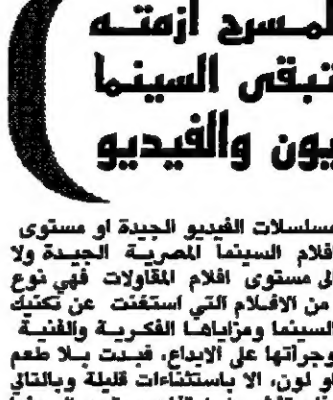 لمسرح أزمته
تبقى السينما
يون والفيديو
مسلسلات الفيديو الجيدة او مستوى
افلام السينما المصرية الجيدة ولا
مستوى افلام المقاولات فهي نوع
من الافلام التي استغنت عن تكنيك
السينما ومزاياها الفكرية والفنية
وجرأتها على الابداع، فبدت بلا طعم
او لون، الا باستثناءات قليلة وبالتالي